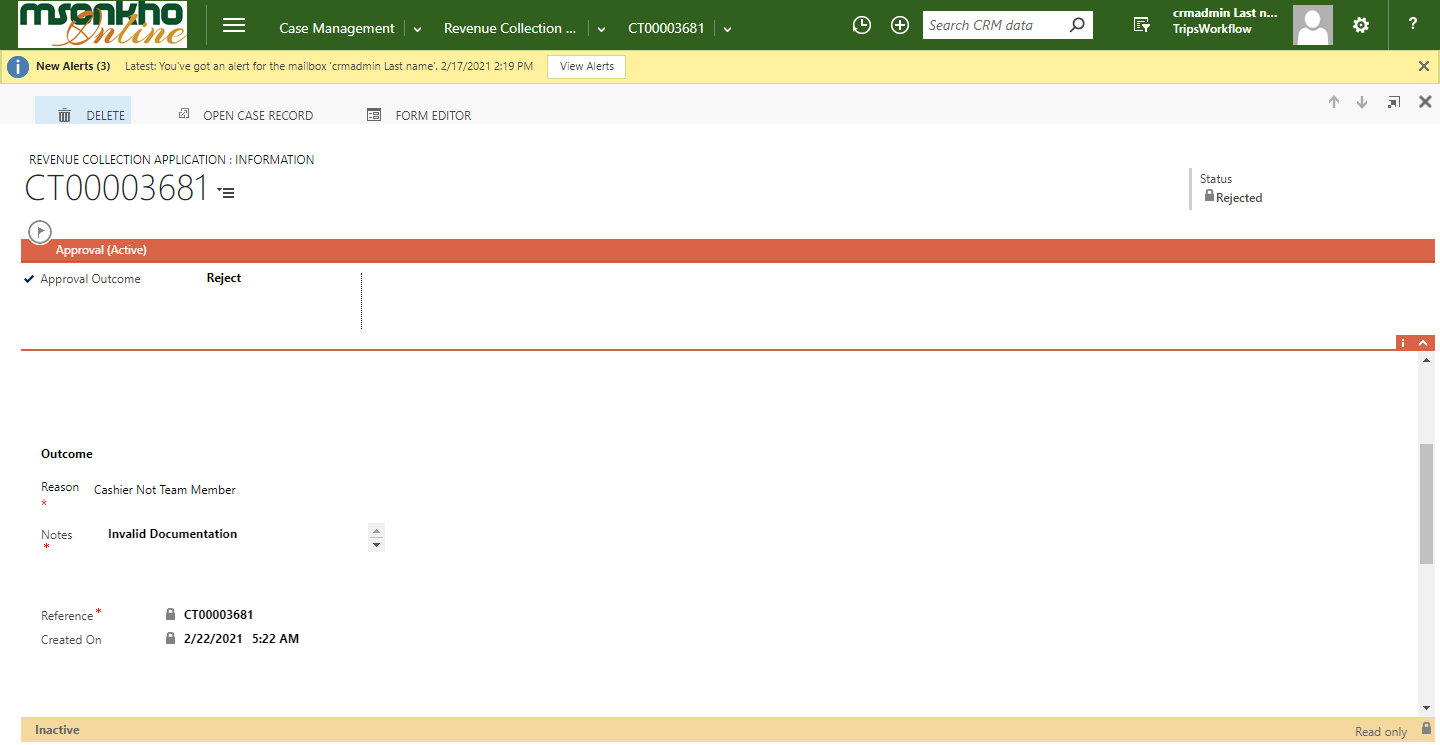 msonkho
Online
Case Management
Revenue Collection ...
CT00003681
Search CRM data
crmadmin Last n...
TripsWorkflow
?
New Alerts (3) Latest: You've got an alert for the mailbox 'crmadmin Last name'. 2/17/2021 2:19 PM View Alerts
DELETE OPEN CASE RECORD FORM EDITOR
REVENUE COLLECTION APPLICATION : INFORMATION
CT00003681
Status
Rejected
Approval (Active)
Approval Outcome Reject
Outcome
Reason * Cashier Not Team Member
Notes * Invalid Documentation
Reference * CT00003681
Created On 2/22/2021 5:22 AM
Inactive Read only